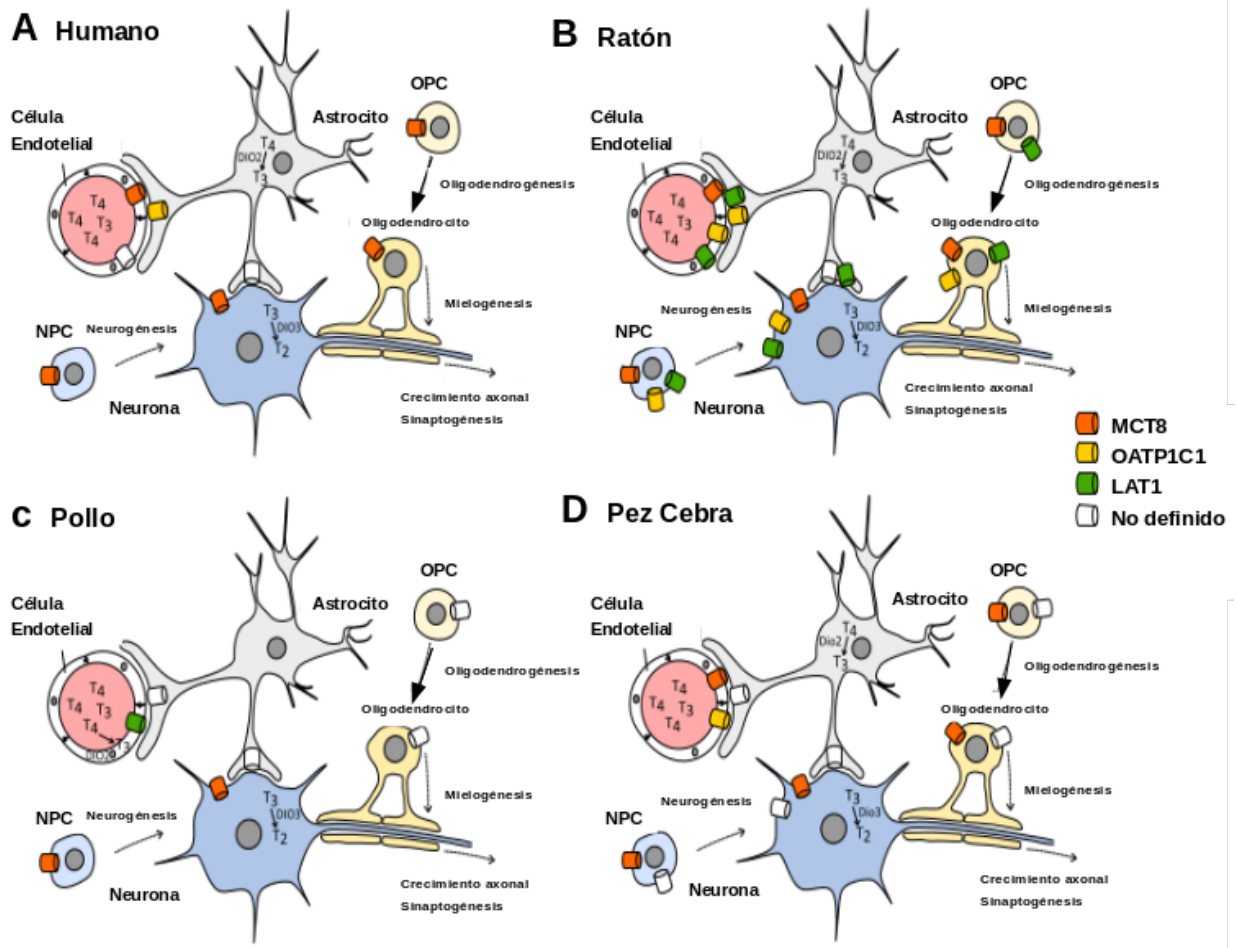 A Humano
OPC
Célula
Endotelial
Astrocito
T4
DIO2
T3
Oligodendrogénesis
T4
T4 T3
T4
Oligodendrocito
Mielogénesis
NPC
Neurogénesis
T3
DIO3
T2
Neurona
Crecimiento axonal
Sinaptogénesis
B Ratón
OPC
Célula
Endotelial
Astrocito
T4
DIO2
T3
Oligodendrogénesis
T4
T4 T3
T4
Oligodendrocito
Neurogénesis
Mielogénesis
NPC
T3
DIO3
T2
Neurona
Crecimiento axonal
Sinaptogénesis
MCT8
OATP1C1
LAT1
No definido
c Pollo
OPC
Célula
Endotelial
Astrocito
Oligodendrogénesis
T4
T4 T3
T4
T3
DIO2
Oligodendrocito
Mielogénesis
NPC
Neurogénesis
T3
DIO3
T2
Neurona
Crecimiento axonal
Sinaptogénesis
D Pez Cebra
OPC
Célula
Endotelial
Astrocito
T4
Dio2
T3
Oligodendrogénesis
T4
T4 T3
T4
Oligodendrocito
Mielogénesis
Neurogénesis
NPC
T3
Dio3
T2
Neurona
Crecimiento axonal
Sinaptogénesis